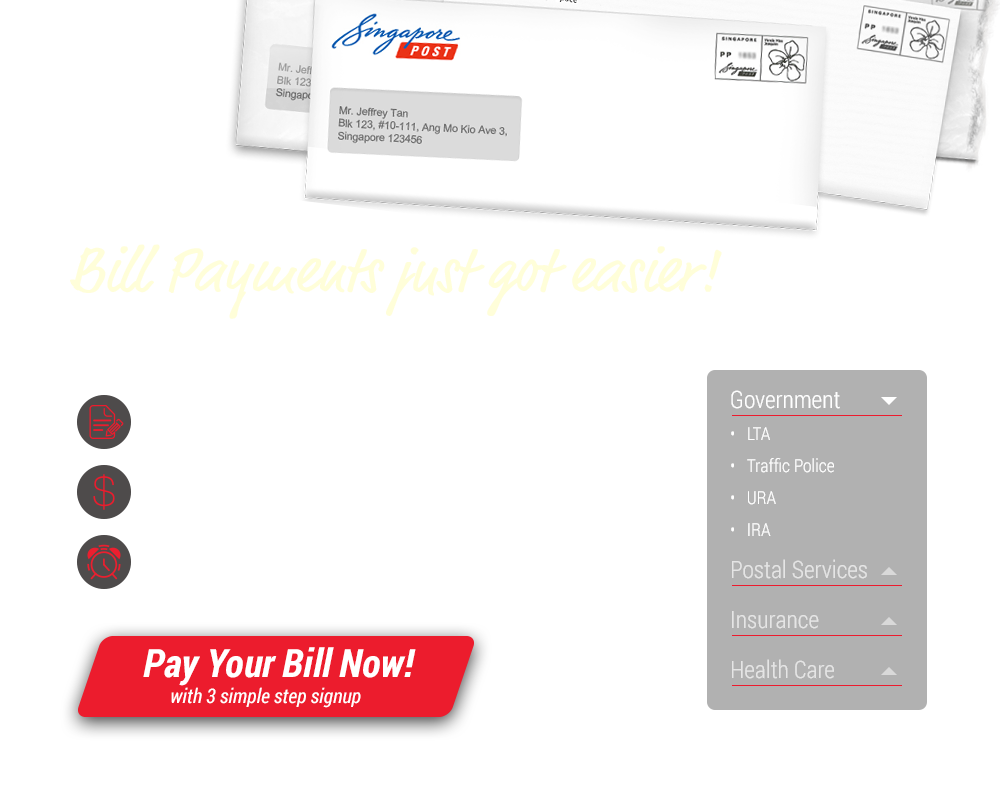 Singapore
POST
SINGAPORE
PP
Singapore
SINGAPORE
PP
Singapore
Mr. Jeff
Blk 123
Singapo
Mr. Jeffrey Tan
Blk 123, #10-111, Ang Mo Kio Ave 3,
Singapore 123456
Bill Payments just got easier!
Government
• LTA
• Traffic Police
• URA
• IRA
Postal Services
Insurance
Health Care
Pay Your Bill Now!
with 3 simple step signup